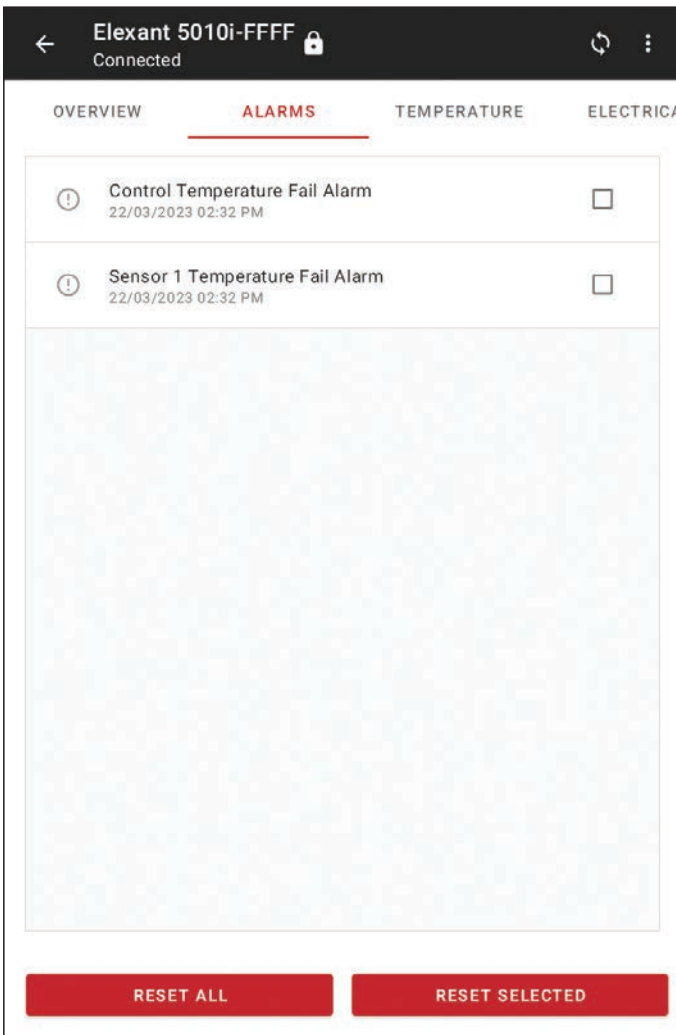 Elexant 5010i-FFFF
Connected
OVERVIEW ALARMS TEMPERATURE ELECTRICA
Control Temperature Fail Alarm
22/03/2023 02:32 PM
Sensor 1 Temperature Fail Alarm
22/03/2023 02:32 PM
RESET ALL RESET SELECTED